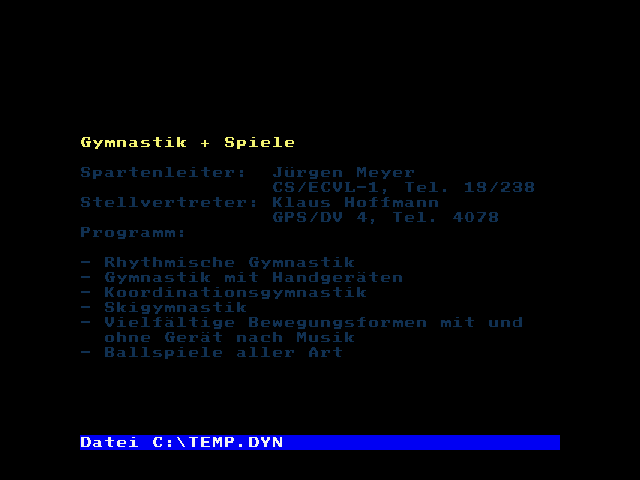 Gymnastik + Spiele
Spartenleiter: Jürgen Meyer
CS/ECVL-1, Tel. 18/238
Stellvertreter: Klaus Hoffmann
GPS/DV 4, Tel. 4078
Programm:
- Rhythmische Gymnastik
- Gymnastik mit Handgeräten
- Koordinationsgymnastik
- Skigymnastik
- Vielfältige Bewegungsformen mit und
ohne Gerät nach Musik
- Ballspiele aller Art
Datei C:\TEMP.DYN